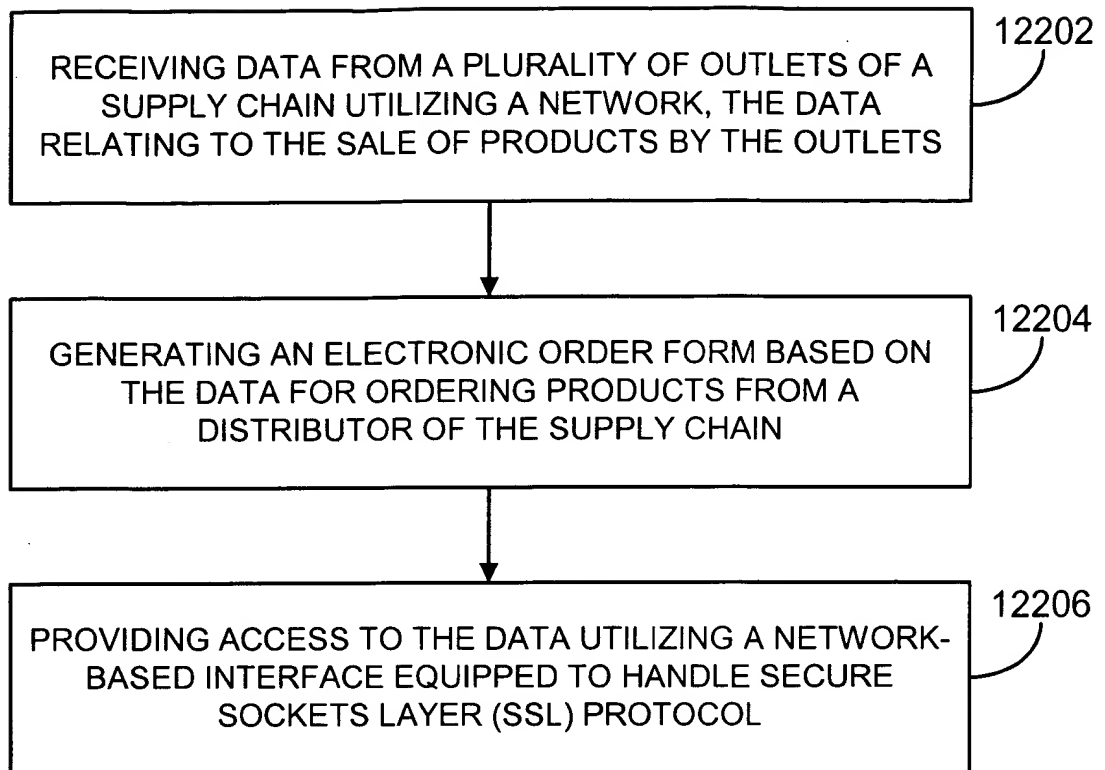 12202
RECEIVING DATA FROM A PLURALITY OF OUTLETS OF A
SUPPLY CHAIN UTILIZING A NETWORK, THE DATA
RELATING TO THE SALE OF PRODUCTS BY THE OUTLETS
12204
GENERATING AN ELECTRONIC ORDER FORM BASED ON
THE DATA FOR ORDERING PRODUCTS FROM A
DISTRIBUTOR OF THE SUPPLY CHAIN
12206
PROVIDING ACCESS TO THE DATA UTILIZING A NETWORK-
BASED INTERFACE EQUIPPED TO HANDLE SECURE
SOCKETS LAYER (SSL) PROTOCOL